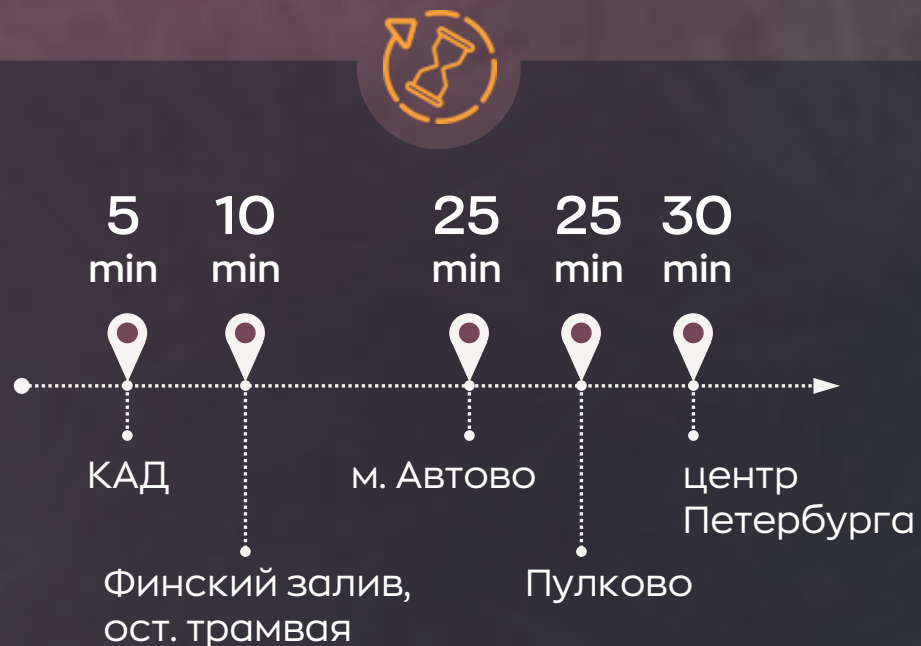 5 10 25 25 30
min min min min min
КАД м. Автово центр
Петербурга
Финский залив, Пулково
ост. трамвая